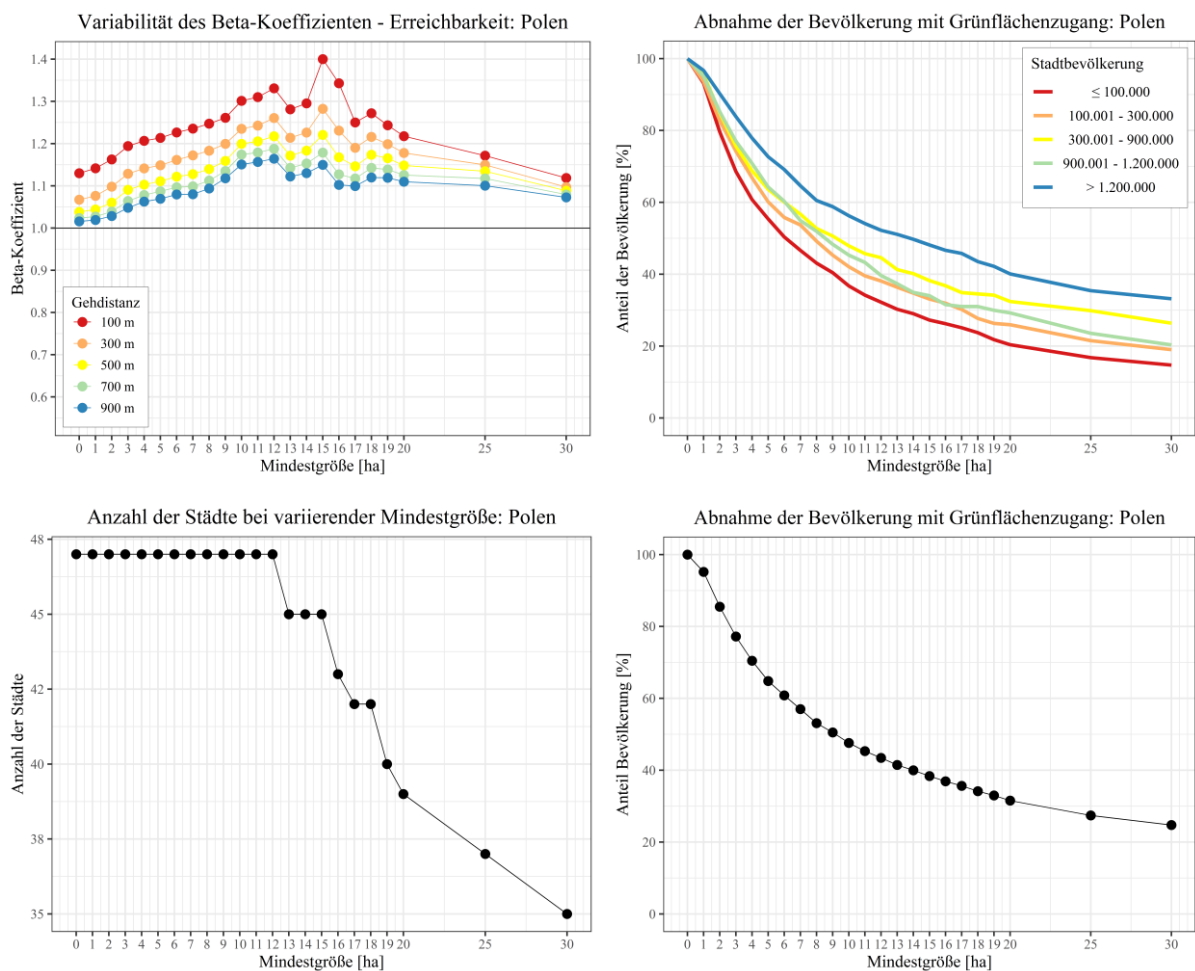 Variabilität des Beta-Koeffizienten - Erreichbarkeit: Polen
Beta-Koeffizient
1.4
1.3
1.2
1.1
1.0
0.9
0.8
0.7
0.6
Gehdistanz
100 m
300 m
500 m
700 m
900 m
0 1 2 3 4 5 6 7 8 9 10 11 12 13 14 15 16 17 18 19 20 25 30
Mindestgröße [ha]
Abnahme der Bevölkerung mit Grünflächenzugang: Polen
Anteil der Bevölkerung [%]
100
80
60
40
20
0
Stadtbevölkerung
≤ 100.000
100.001 - 300.000
300.001 - 900.000
900.001 - 1.200.000
> 1.200.000
0 1 2 3 4 5 6 7 8 9 10 11 12 13 14 15 16 17 18 19 20 25 30
Mindestgröße [ha]
Anzahl der Städte bei variierender Mindestgröße: Polen
Anzahl der Städte
48
45
42
40
38
35
0 1 2 3 4 5 6 7 8 9 10 11 12 13 14 15 16 17 18 19 20 25 30
Mindestgröße [ha]
Abnahme der Bevölkerung mit Grünflächenzugang: Polen
Anteil Bevölkerung [%]
100
80
60
40
20
0
0 1 2 3 4 5 6 7 8 9 10 11 12 13 14 15 16 17 18 19 20 25 30
Mindestgröße [ha]